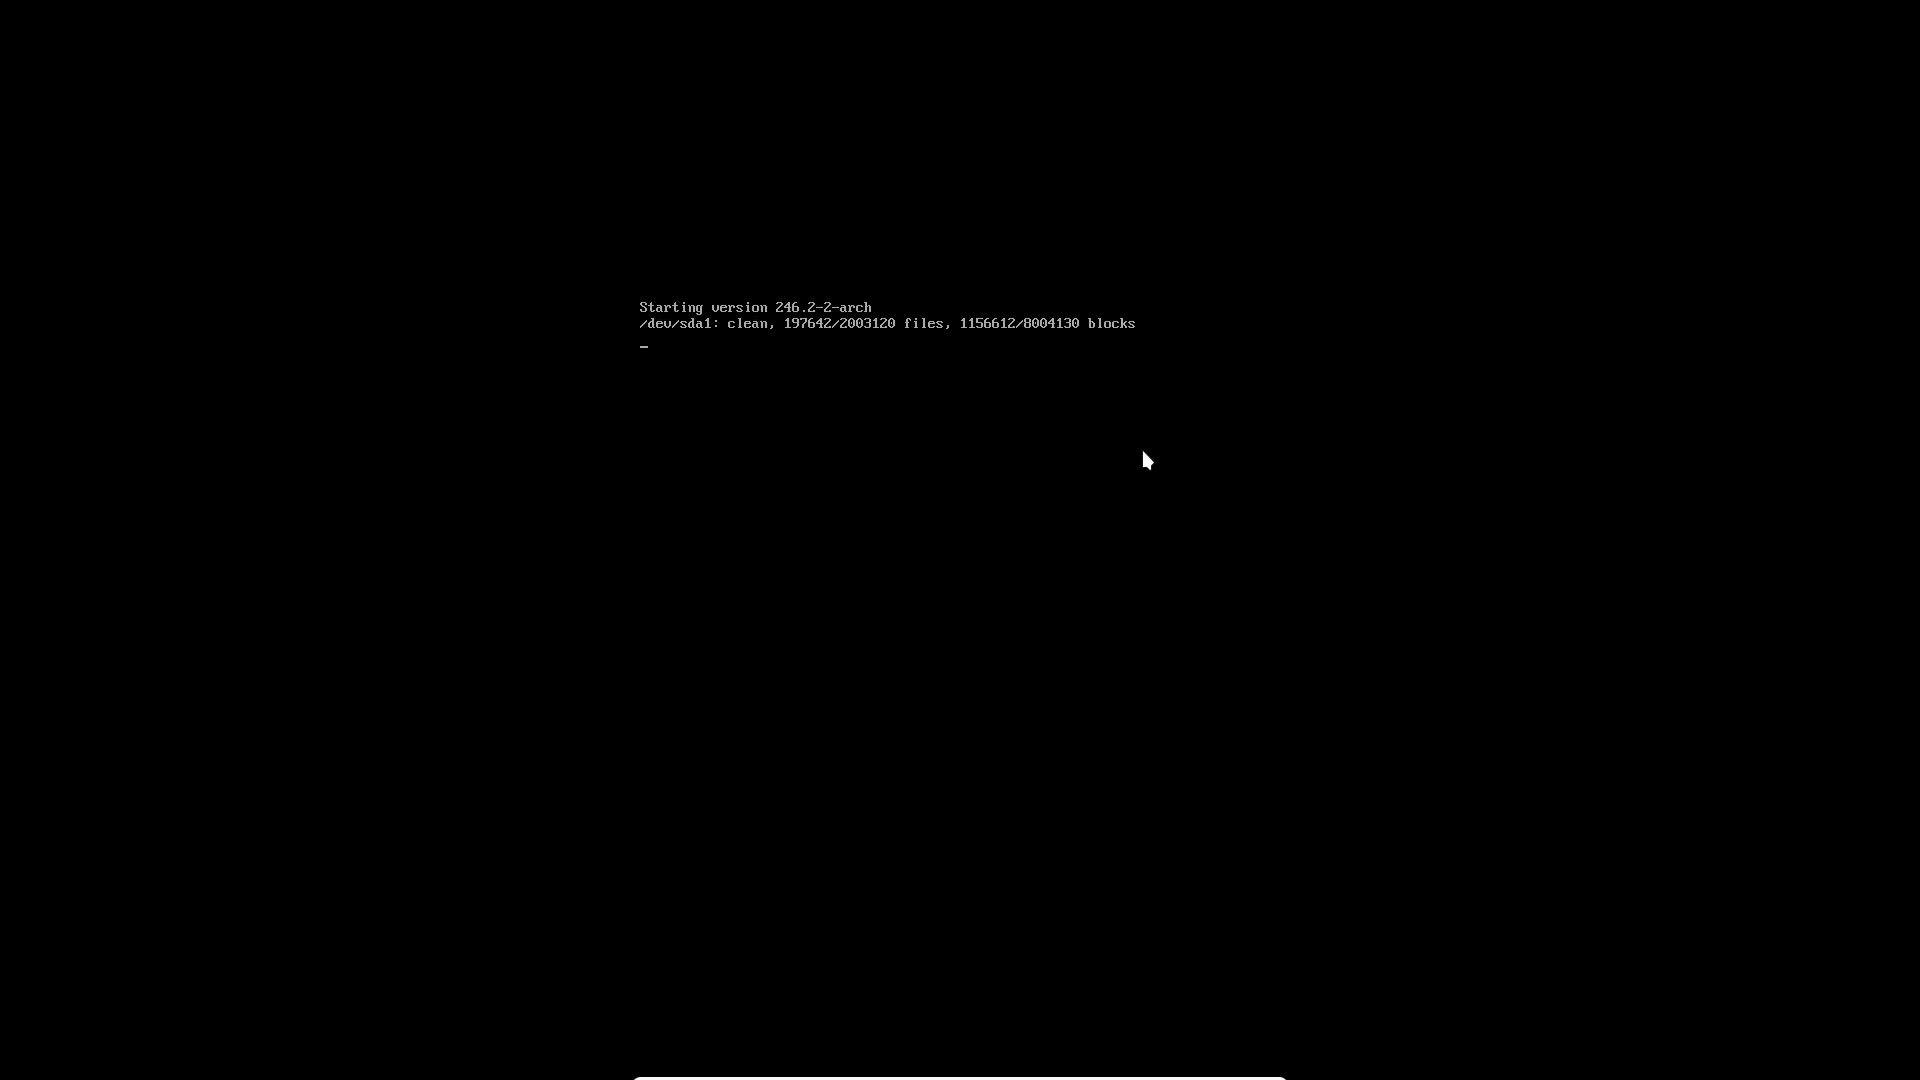 Starting version 246.2-2-arch
/dev/sda1: clean, 197642/2003120 files, 1156612/8004130 blocks
_